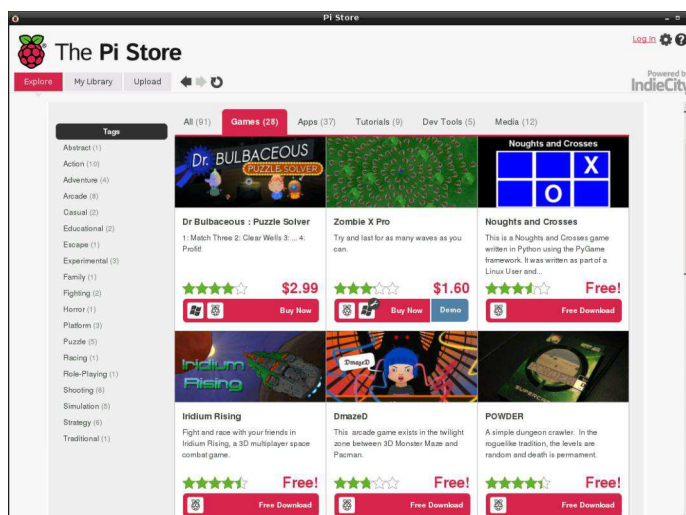 Pi Store
The Pi Store
Log In
Explore
My Library
Upload
Powered by
IndieCity
Tags
Abstract (1)
Action (10)
Adventure (4)
Arcade (8)
Casual (2)
Educational (2)
Escape (1)
Experimental (3)
Family (1)
Fighting (2)
Horror (1)
Platform (3)
Puzzle (5)
Racing (1)
Role-Playing (1)
Shooting (6)
Simulation (5)
Strategy (6)
Traditional (1)
All (91)
Games (28)
Apps (37)
Tutorials (9)
Dev Tools (5)
Media (12)
Dr. BULBACEOUS
PUZZLE SOLVER
Dr Bulbaceous : Puzzle Solver
1: Match Three 2: Clear Wells 3: ... 4:
Profit!
$2.99
Buy Now
Zombie X Pro
Try and last for as many waves as you
can.
$1.60
Buy Now
Demo
Noughts and Crosses
X
O
Noughts and Crosses
This is a Noughts and Crosses game
written in Python using the PyGame
framework. It was written as part of a
Linux User and...
Free!
Free Download
Iridium
Rising
Iridium Rising
Fight and race with your friends in
Iridium Rising, a 3D multiplayer space
combat game.
Free!
Free Download
DmazeD
DmazeD
This arcade game exists in the twilight
zone between 3D Monster Maze and
Pacman.
Free!
Free Download
POWDER
A simple dungeon crawler. In the
roguelike tradition, the levels are
random and death is permament.
Free!
Free Download